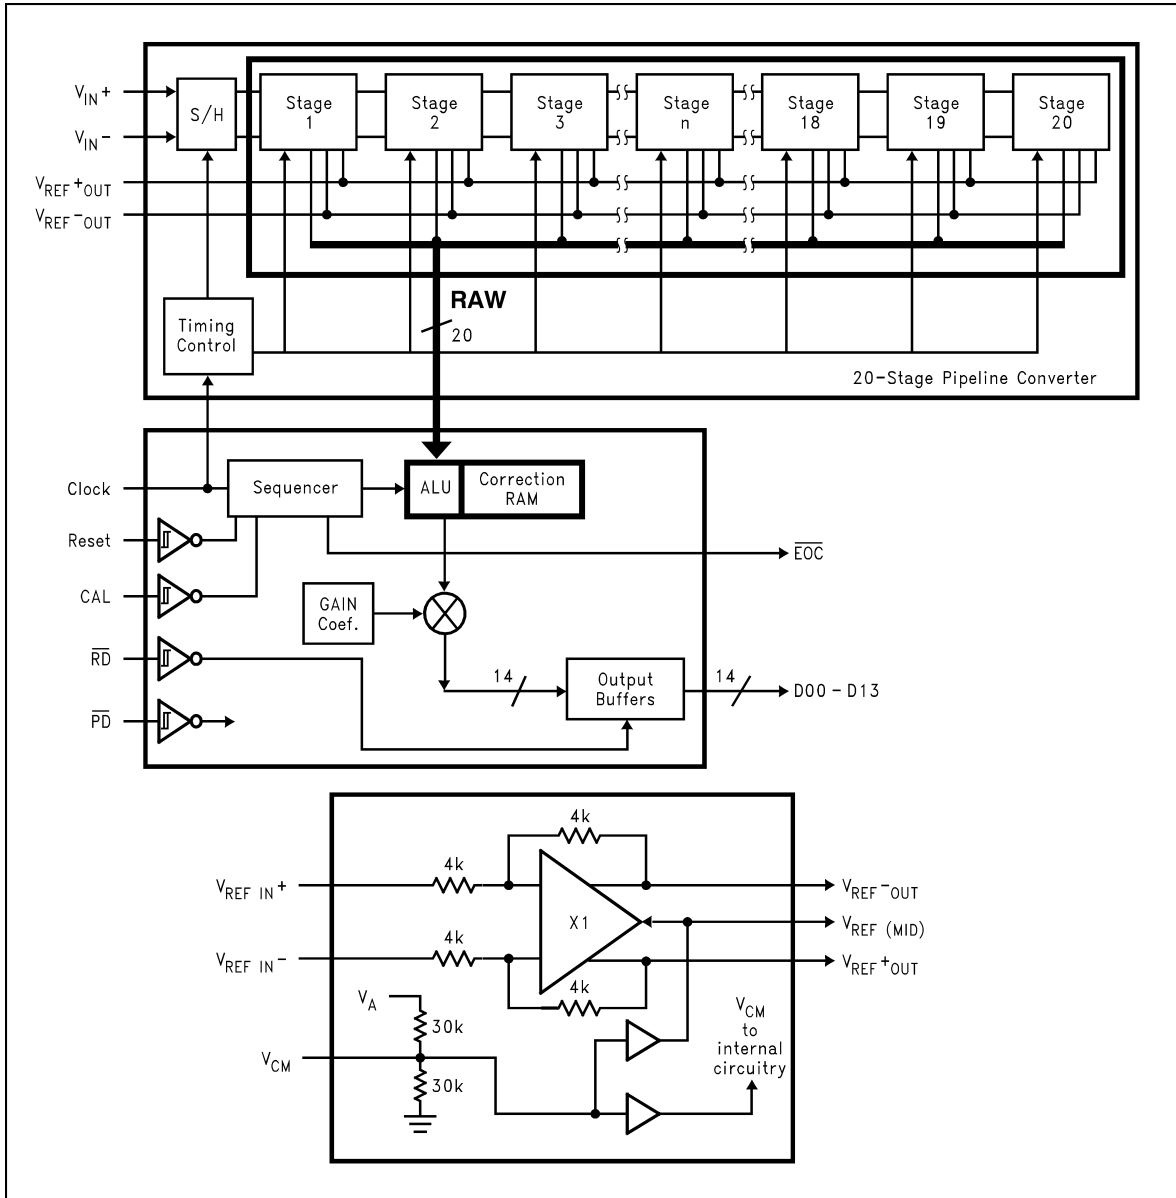 V_IN+
V_IN-
V_REF+OUT
V_REF-OUT
S/H
Stage 1
Stage 2
Stage 3
Stage n
Stage 18
Stage 19
Stage 20
RAW
20
Timing
Control
20-Stage Pipeline Converter
Clock
Reset
CAL
RD
PD
Sequencer
ALU
Correction
RAM
EOC
GAIN
Coef.
14
Output
Buffers
14
D00 - D13
4k
4k
V_REF IN+
X1
V_REF-OUT
V_REF (MID)
4k
V_REF IN-
V_REF+OUT
4k
V_A
30k
V_CM
30k
V_CM
to
internal
circuitry